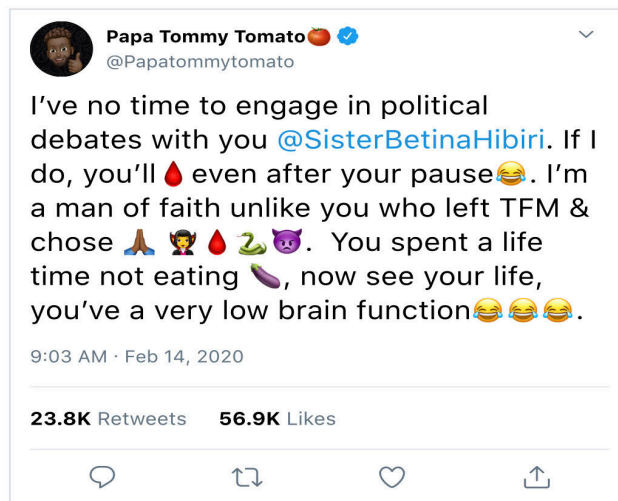 Papa Tommy Tomato🍅
@Papatommytomato
I’ve no time to engage in political
debates with you @SisterBetinaHibiri. If I
do, you’ll 🩸 even after your pause😂. I’m
a man of faith unlike you who left TFM &
chose 🙏🏾 🧛‍♀️ 🩸 🐍 😈. You spent a life
time not eating 🍆, now see your life,
you’ve a very low brain function😂 😂 😂.
9:03 AM · Feb 14, 2020
23.8K Retweets 56.9K Likes